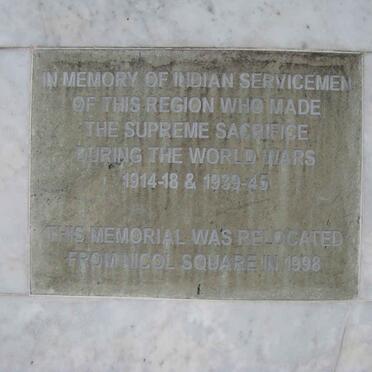 IN MEMORY OF INDIAN SERVICEMEN
OF THIS REGION WHO MADE
THE SUPREME SACRIFICE
DURING THE WORLD WARS
1914-18 & 1939-45
THIS MEMORIAL WAS RELOCATED
FROM NICOL SQUARE IN 1998